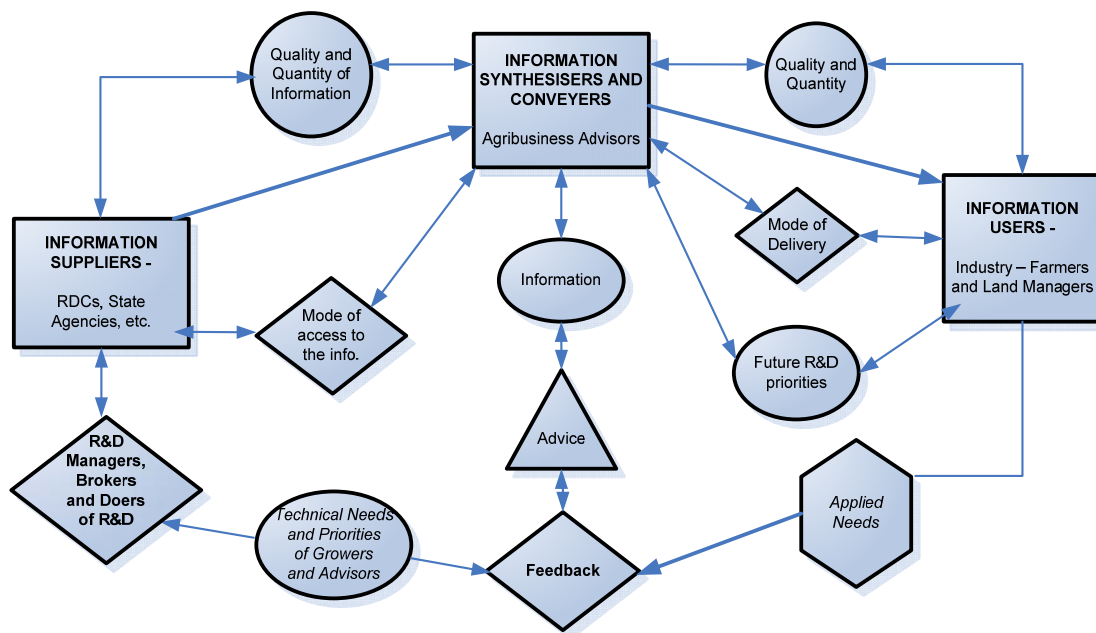 Quality and
Quantity of
Information
INFORMATION
SYNTHESISERS AND
CONVEYERS
Agribusiness Advisors
Quality and
Quantity
INFORMATION
SUPPLIERS -
RDCs, State
Agencies, etc.
Mode of
access to
the info.
Information
Mode of
Delivery
INFORMATION
USERS -
Industry – Farmers
and Land Managers
Future R&D
priorities
R&D
Managers,
Brokers
and Doers
of R&D
Technical Needs
and Priorities
of Growers
and Advisors
Advice
Feedback
Applied
Needs